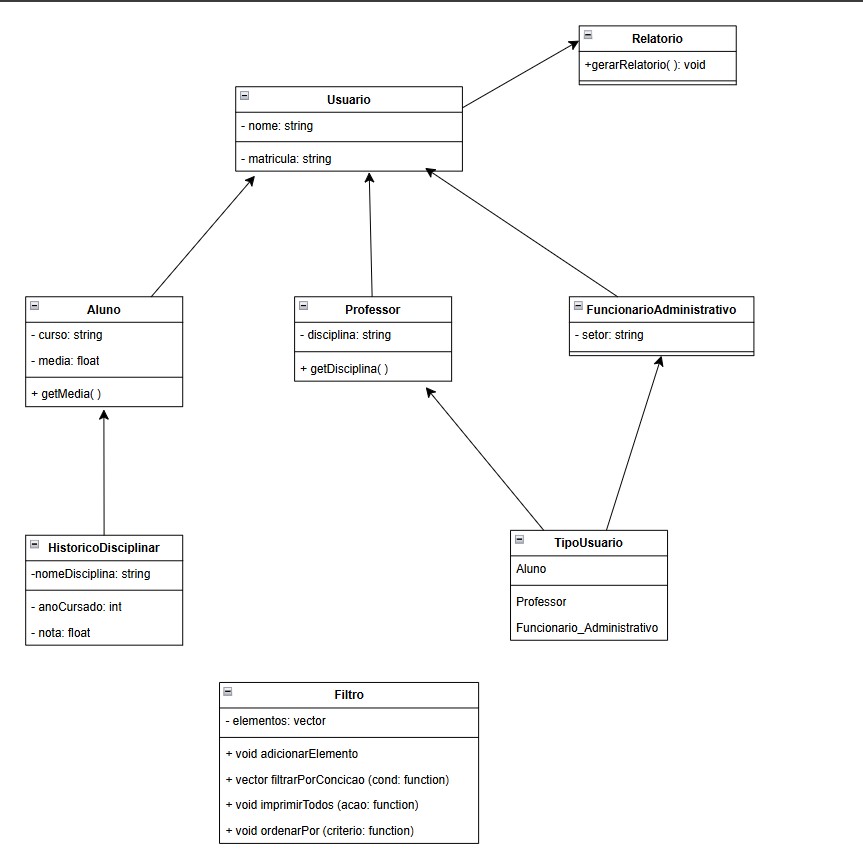 Relatorio
+gerarRelatorio( ): void
Usuario
- nome: string
- matricula: string
Aluno
- curso: string
- media: float
+ getMedia( )
Professor
- disciplina: string
+ getDisciplina( )
FuncionarioAdministrativo
- setor: string
HistoricoDisciplinar
-nomeDisciplina: string
- anoCursado: int
- nota: float
TipoUsuario
Aluno
Professor
Funcionario_Administrativo
Filtro
- elementos: vector
+ void adicionarElemento
+ vector filtrarPorConcicao (cond: function)
+ void imprimirTodos (acao: function)
+ void ordenarPor (criterio: function)